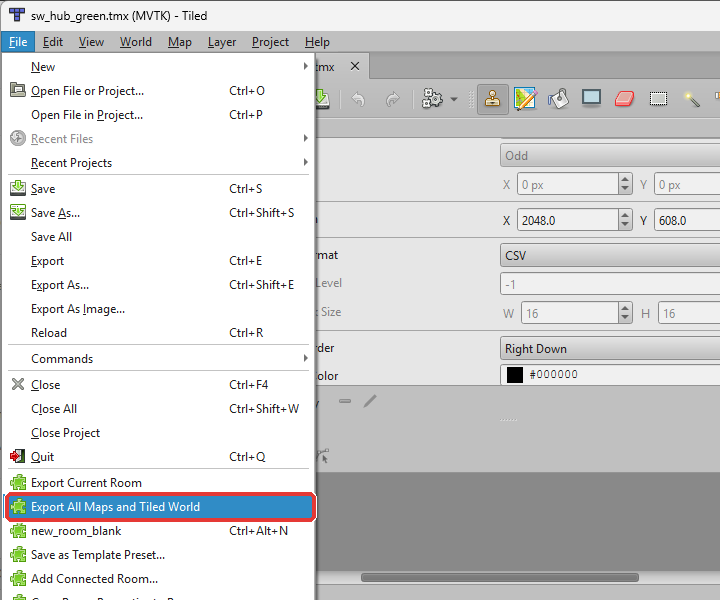 sw_hub_green.tmx (MVTK) - Tiled
File Edit View World Map Layer Project Help
tmx
New
Open File or Project... Ctrl+O
Open File in Project... Ctrl+P
Recent Files
Recent Projects
Save Ctrl+S
Save As... Ctrl+Shift+S
Save All
Export Ctrl+E
Export As... Ctrl+Shift+E
Export As Image...
Reload Ctrl+R
Commands
Close Ctrl+F4
Close All Ctrl+Shift+W
Close Project
Quit Ctrl+Q
Export Current Room
Export All Maps and Tiled World
new_room_blank Ctrl+Alt+N
Save as Template Preset...
Add Connected Room...
Odd
X 0 px Y 0 px
X 2048.0 Y 608.0
rmat CSV
Level -1
Size W 16 H 16
rder Right Down
olor #000000